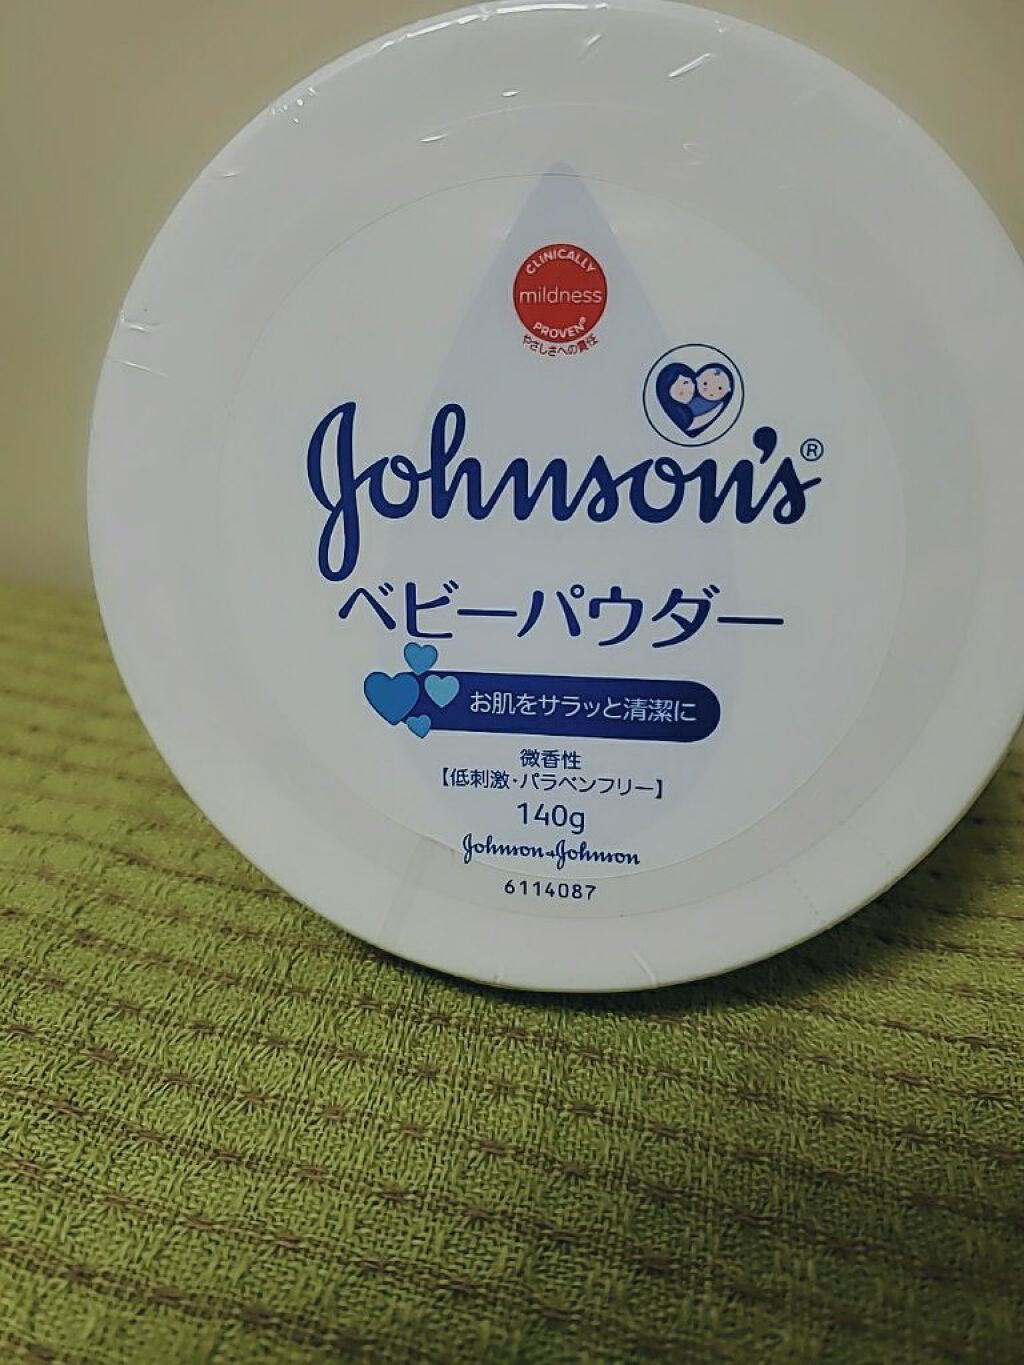 CLINICALLY
mildness
PROVEN®
やさしさへの責任
Johnson's®
ベビーパウダー
お肌をサラッと清潔に
微香性
【低刺激・パラベンフリー】
140g
Johnson+Johnson
6114087